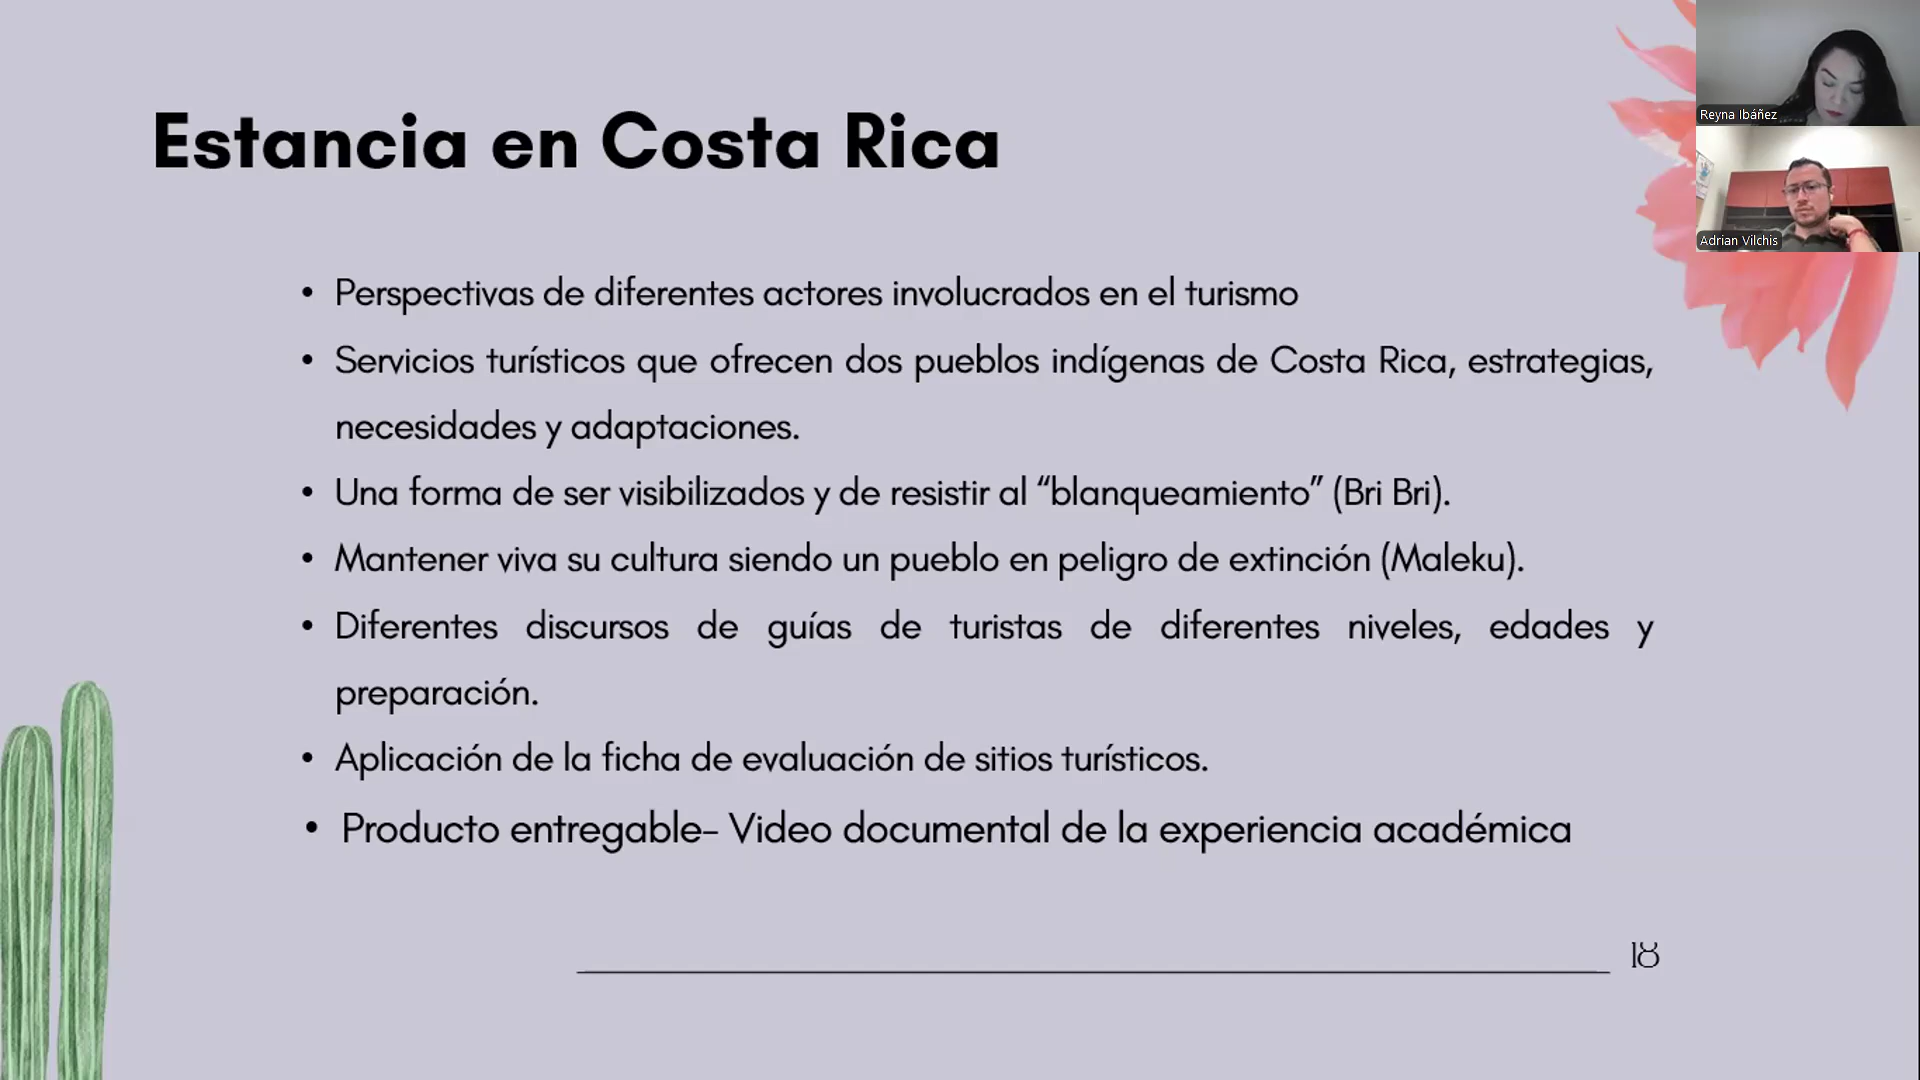 Estancia en Costa Rica
Reyna Ibáñez
Adrian Vilchis
• Perspectivas de diferentes actores involucrados en el turismo
• Servicios turísticos que ofrecen dos pueblos indígenas de Costa Rica, estrategias,
necesidades y adaptaciones.
• Una forma de ser visibilizados y de resistir al “blanqueamiento” (Bri Bri).
• Mantener viva su cultura siendo un pueblo en peligro de extinción (Maleku).
• Diferentes discursos de guías de turistas de diferentes niveles, edades y
preparación.
• Aplicación de la ficha de evaluación de sitios turísticos.
• Producto entregable- Video documental de la experiencia académica
18